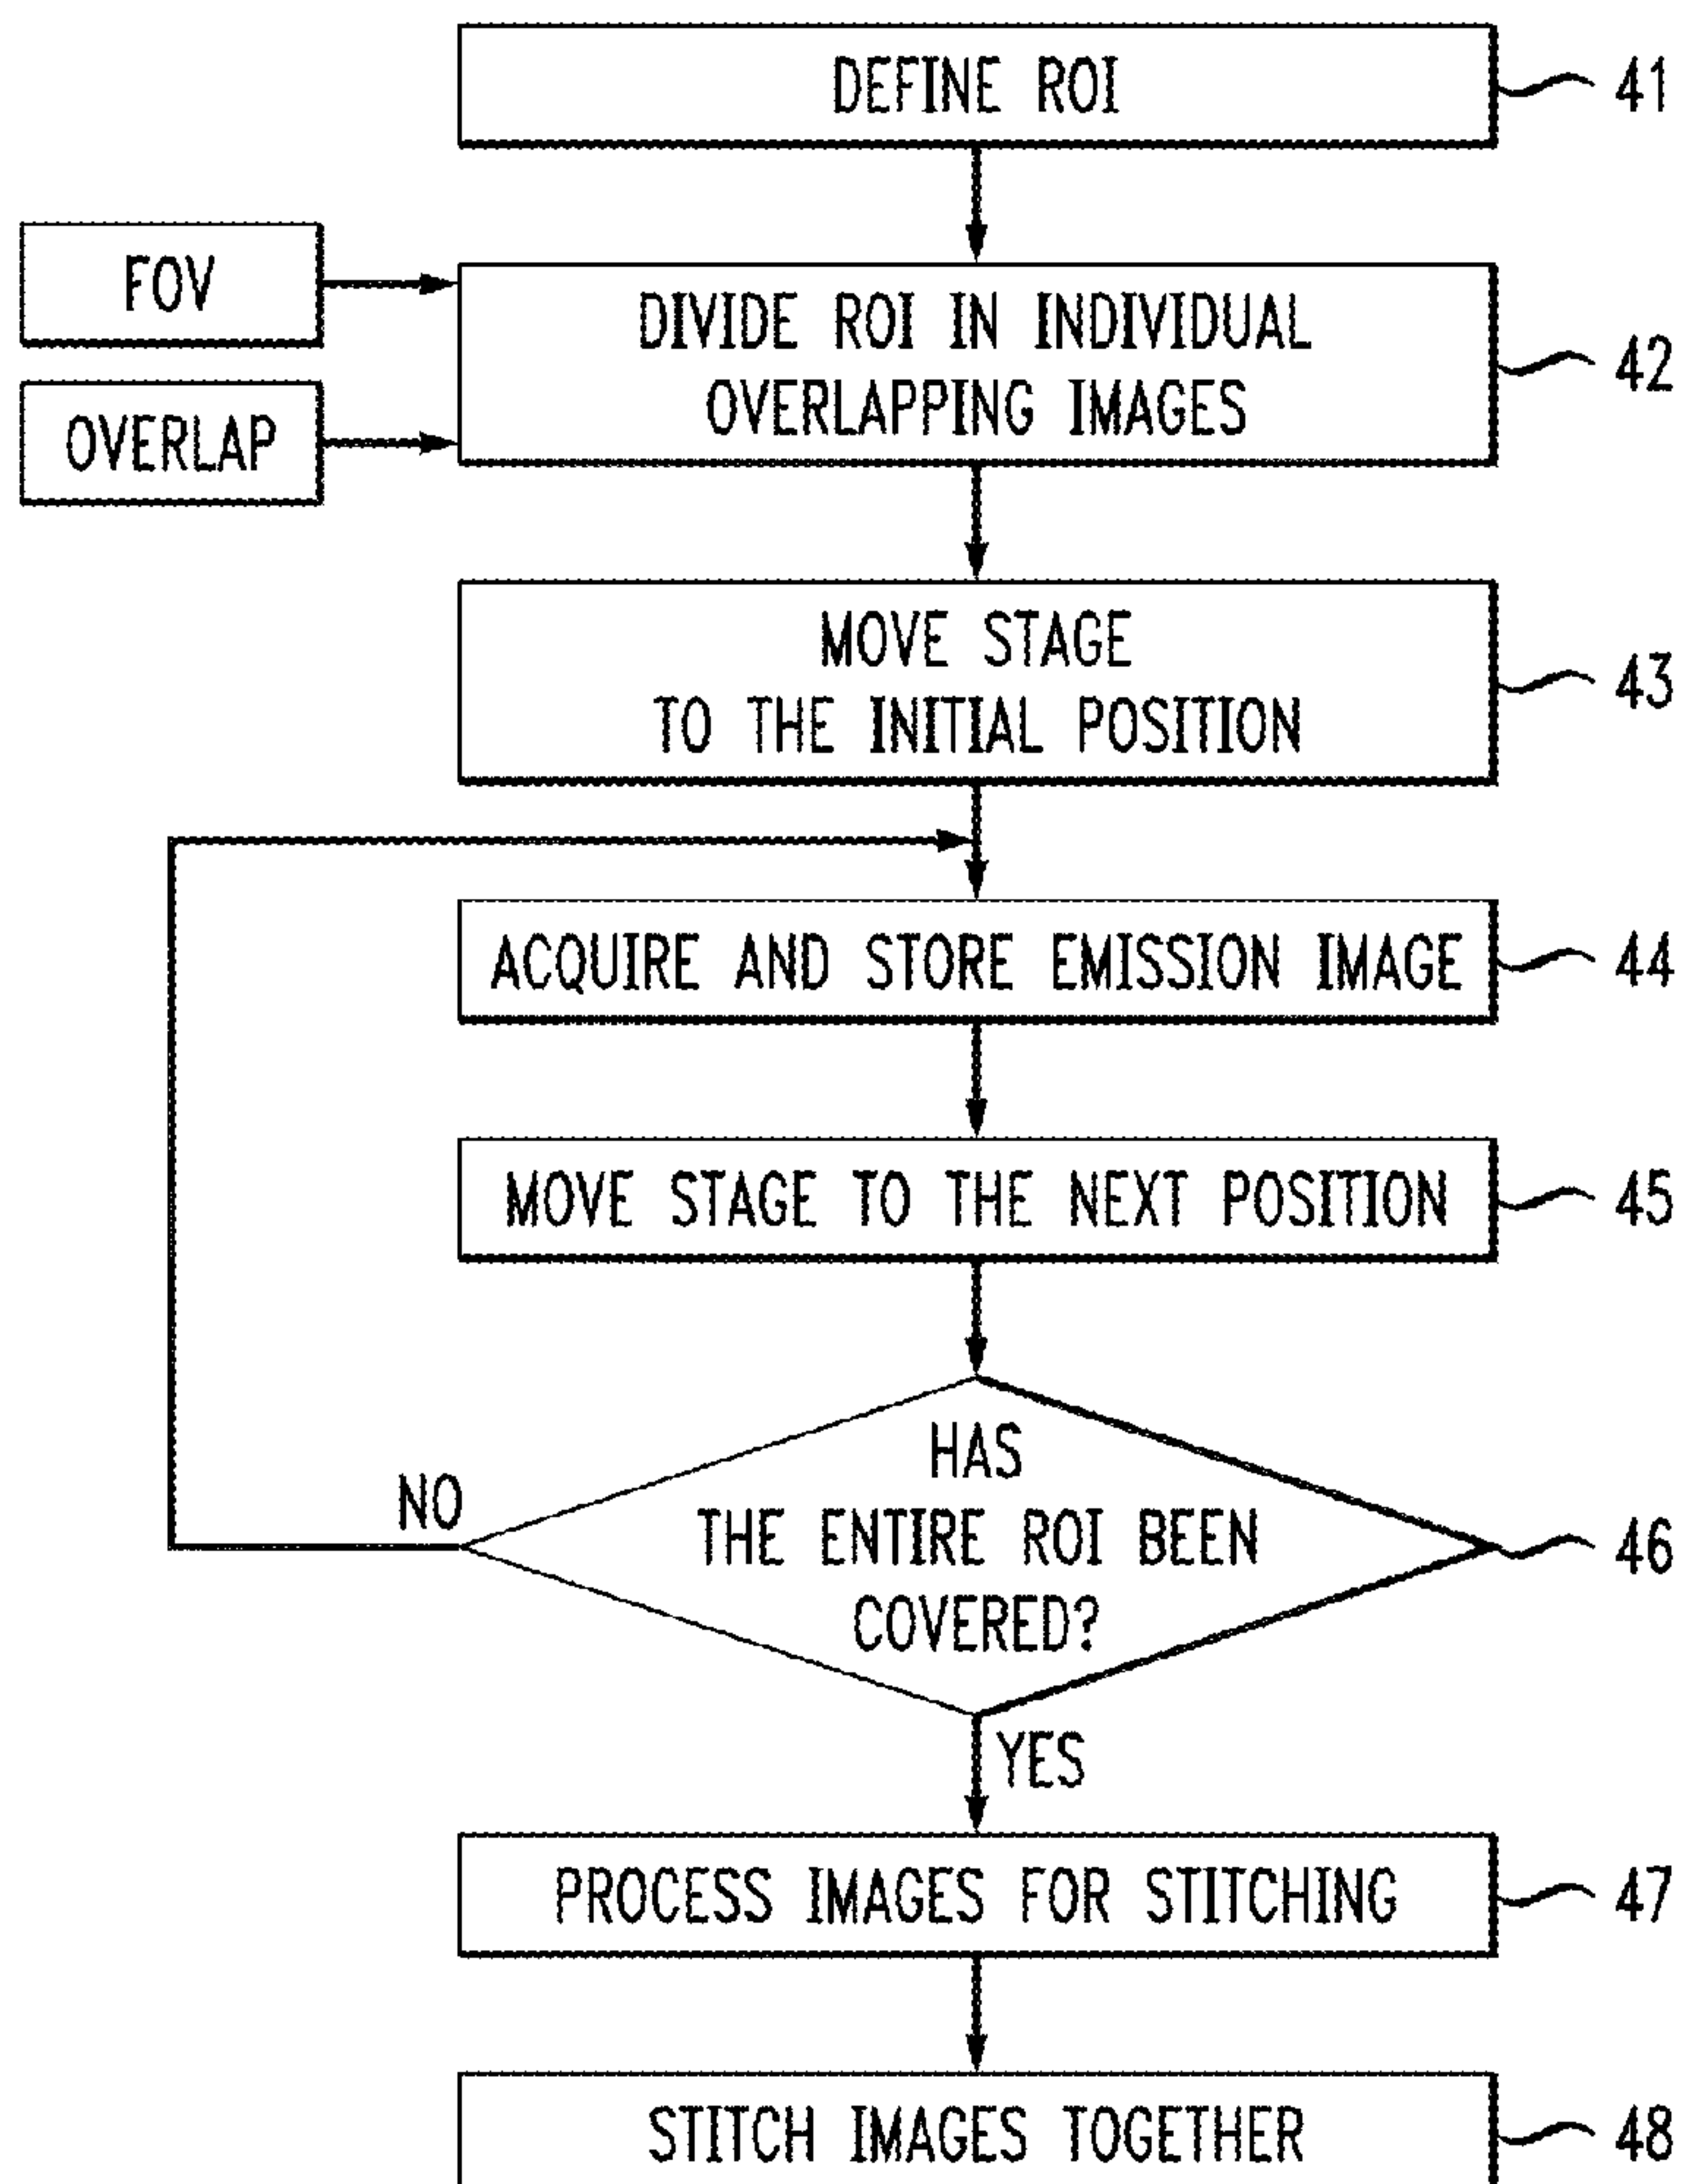 DEFINE ROI
41
FOV
OVERLAP
DIVIDE ROI IN INDIVIDUAL
OVERLAPPING IMAGES
42
MOVE STAGE
TO THE INITIAL POSITION
43
ACQUIRE AND STORE EMISSION IMAGE
44
MOVE STAGE TO THE NEXT POSITION
45
HAS
THE ENTIRE ROI BEEN
COVERED?
46
NO
YES
PROCESS IMAGES FOR STITCHING
47
STITCH IMAGES TOGETHER
48